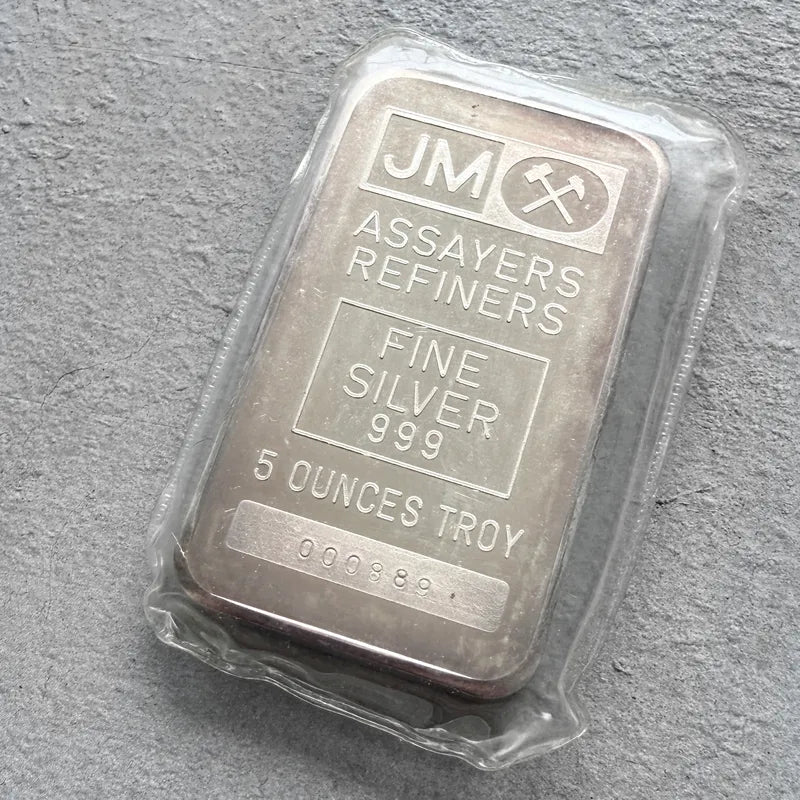 JM
ASSAYERS
REFINERS
FINE
SILVER
999
5 OUNCES TROY
000889